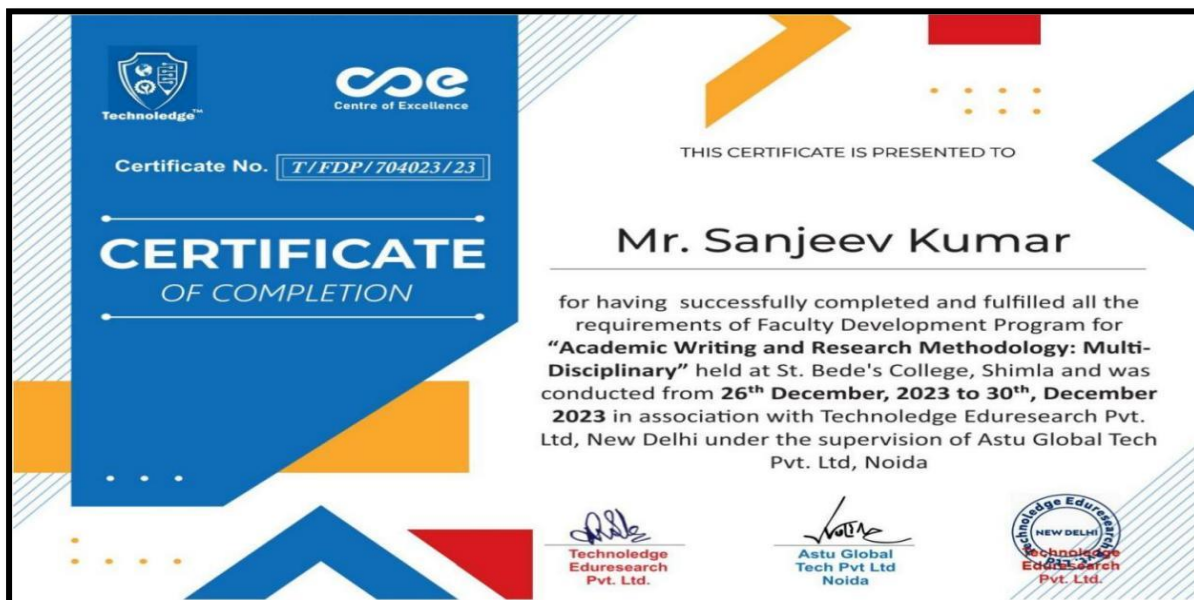 Technoledge™
coe
Centre of Excellence
Certificate No. T/FDP/704023/23
CERTIFICATE
OF COMPLETION
THIS CERTIFICATE IS PRESENTED TO
Mr. Sanjeev Kumar
for having successfully completed and fulfilled all the
requirements of Faculty Development Program for
“Academic Writing and Research Methodology: Multi-
Disciplinary” held at St. Bede's College, Shimla and was
conducted from 26th December, 2023 to 30th, December
2023 in association with Technoledge Eduresearch Pvt.
Ltd, New Delhi under the supervision of Astu Global Tech
Pvt. Ltd, Noida
Technoledge
Eduresearch
Pvt. Ltd.
Astu Global
Tech Pvt Ltd
Noida
Technoledge Eduresearch
NEW DELHI
Technoledge
Eduresearch
Pvt. Ltd.